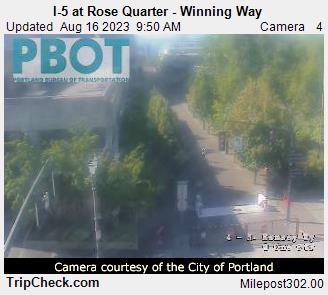 I-5 at Rose Quarter - Winning Way
Updated Aug 16 2023 9:50 AM Camera 4
PBOT
PORTLAND BUREAU OF TRANSPORTATION
Camera courtesy of the City of Portland
TripCheck.com Milepost302.00